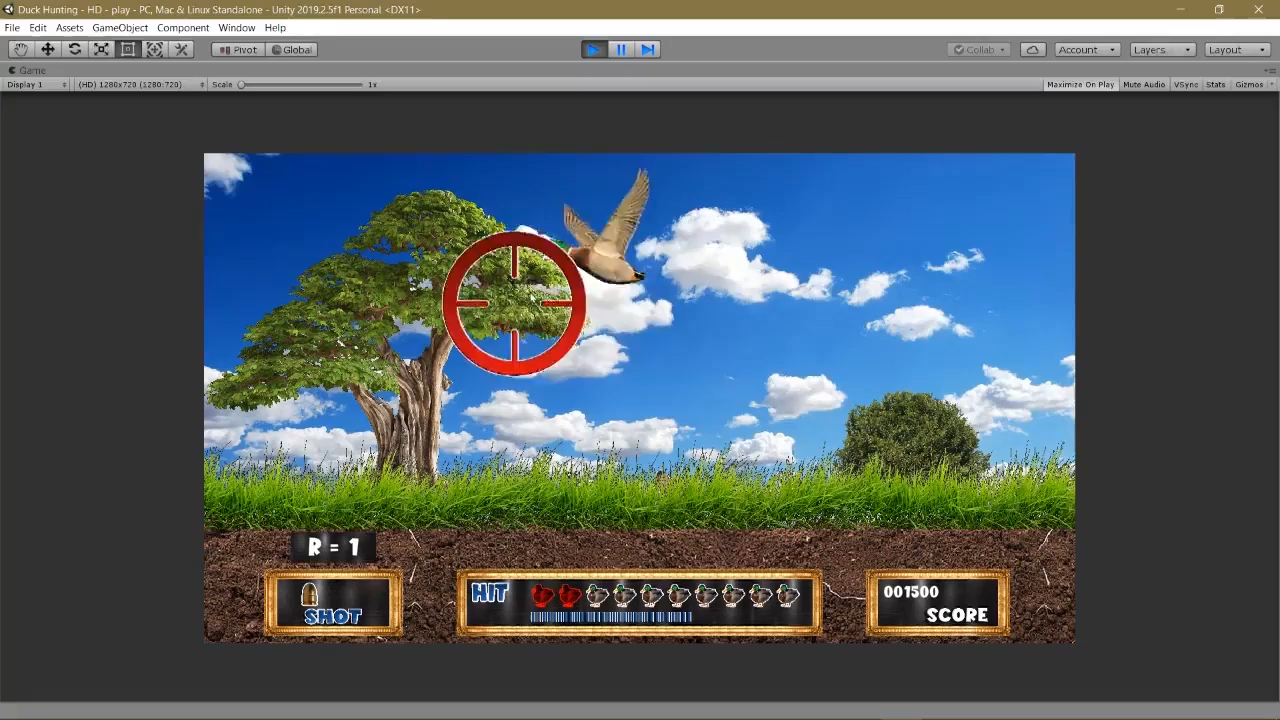 Duck Hunting - HD - play - PC, Mac & Linux Standalone - Unity 2019.2.5f1 Personal <DX11>
File Edit Assets GameObject Component Window Help
Pivot Global Collab Account Layers Layout
Game
Display 1 (HD) 1280x720 (1280:720) Scale 1x Maximize On Play Mute Audio VSync Stats Gizmos
R = 1
SHOT
HIT
001500
SCORE